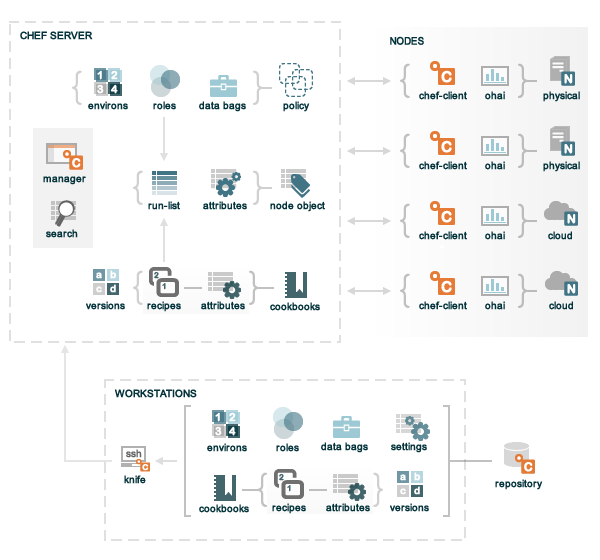 CHEF SERVER
NODES
1 2 3 4
environs roles data bags policy
C
chef-client ohai
N
physical
C
manager
search
run-list attributes node object
C
chef-client ohai
N
physical
C
chef-client ohai
N
cloud
a b c d
versions
2 1
recipes attributes cookbooks
C
chef-client ohai
N
cloud
WORKSTATIONS
1 2 3 4
environs roles data bags settings
ssh
C
knife
C
repository
cookbooks
2 1
recipes attributes
a b c d
versions